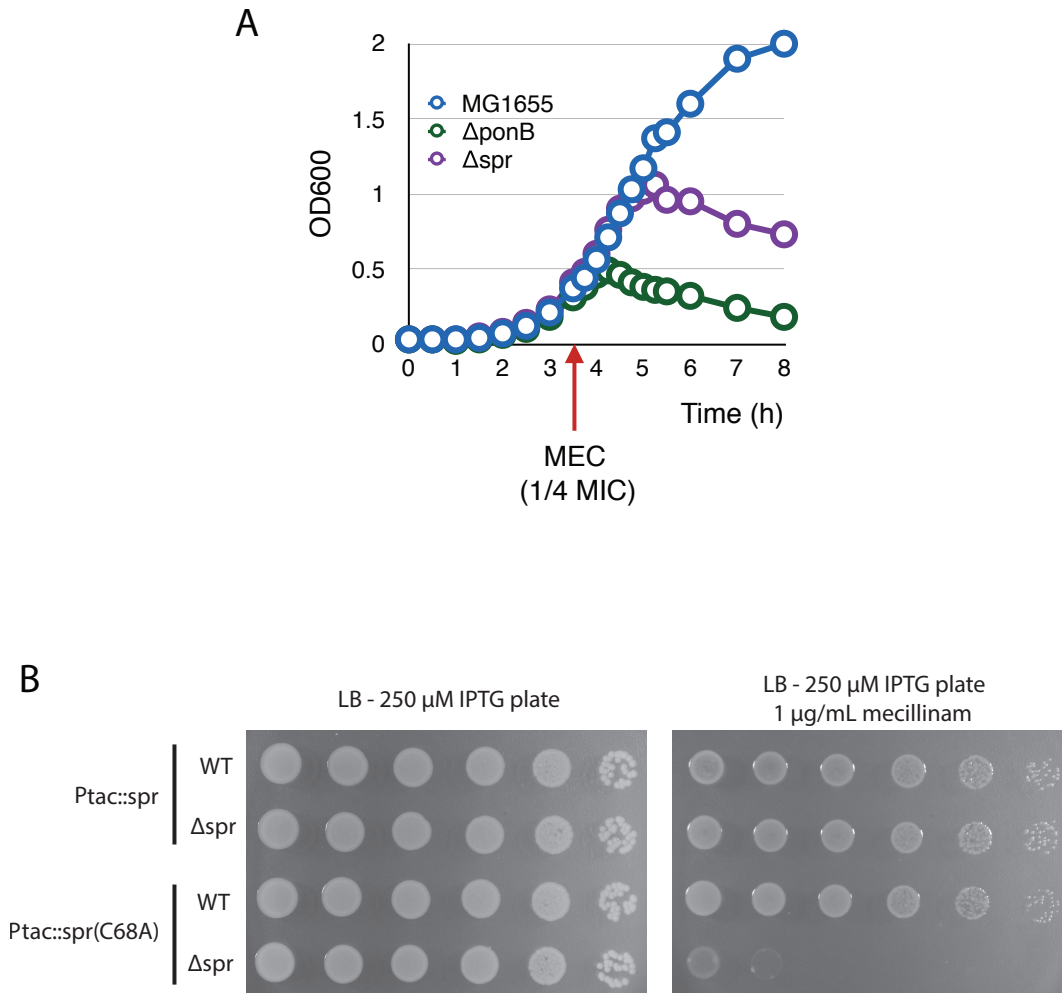 A
2
1.5
1
0.5
0
OD600
MG1655
ΔponB
Δspr
0 1 2 3 4 5 6 7 8
Time (h)
MEC
(1/4 MIC)
B
LB - 250 µM IPTG plate
LB - 250 µM IPTG plate
1 µg/mL mecillinam
Ptac::spr
WT
Δspr
Ptac::spr(C68A)
WT
Δspr